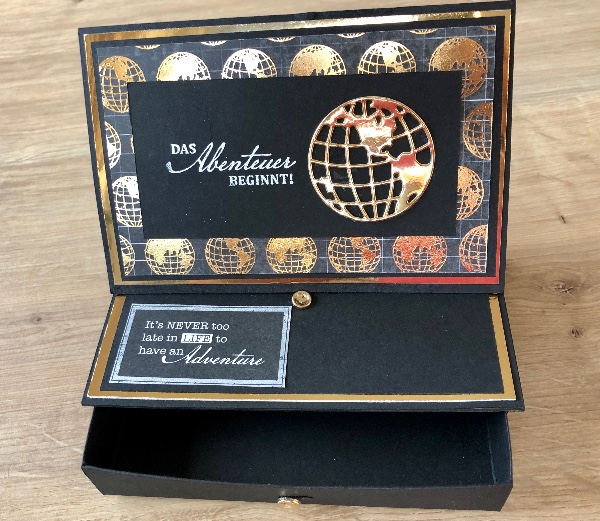 DAS
Abenteuer
BEGINNT!
It's NEVER too
late in LIFE to
have an Adventure